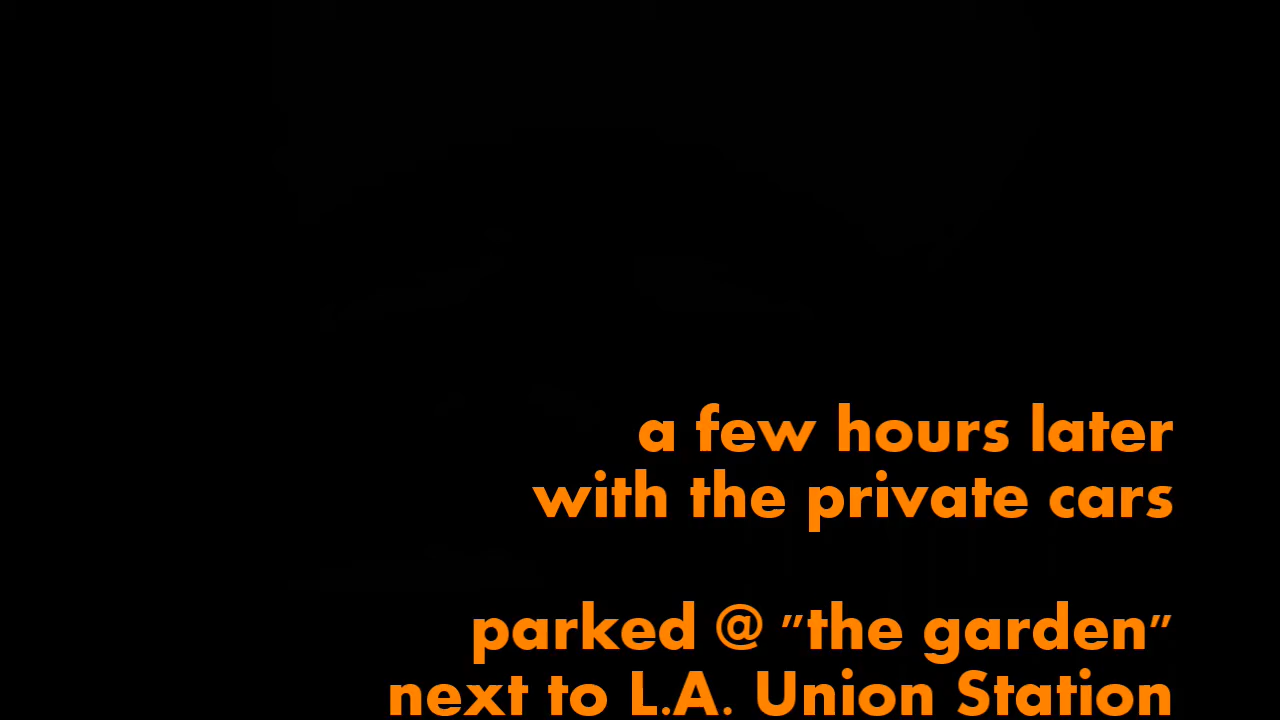 a few hours later
with the private cars
parked @ "the garden"
next to L.A. Union Station